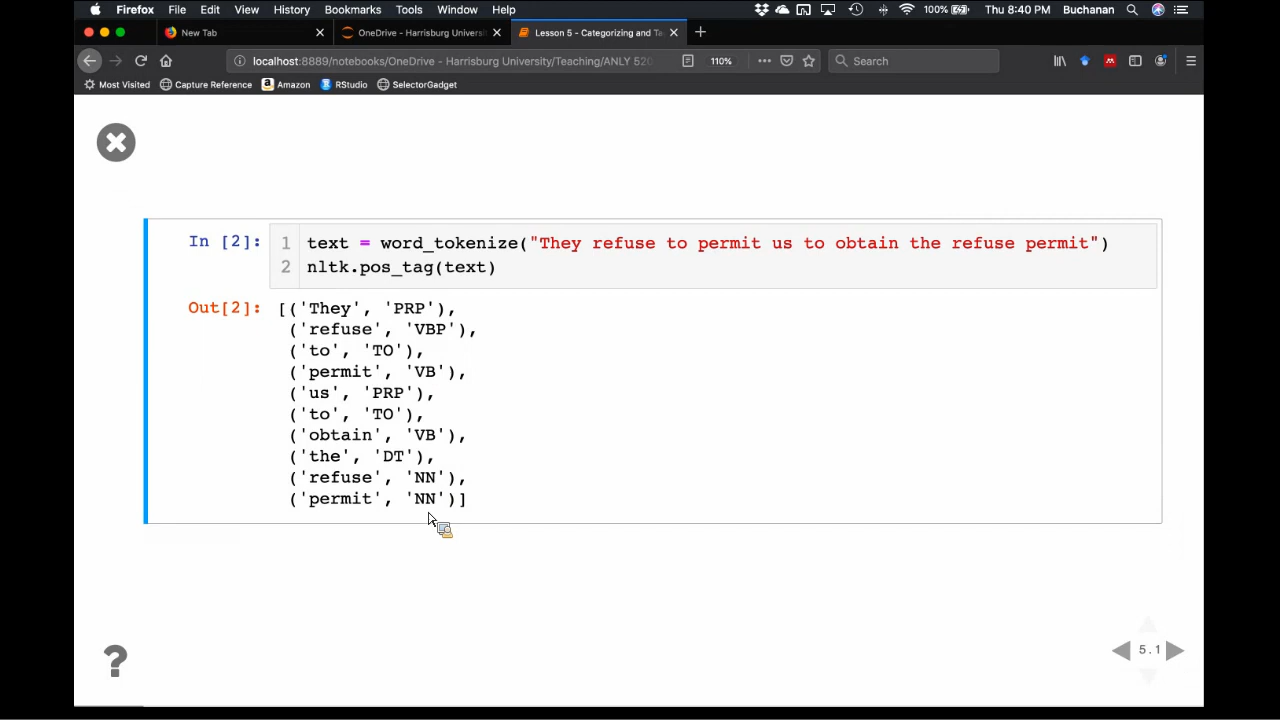 Firefox File Edit View History Bookmarks Tools Window Help 100% Thu 8:40 PM Buchanan
New Tab OneDrive - Harrisburg Universi Lesson 5 - Categorizing and Ta
localhost:8889/notebooks/OneDrive - Harrisburg University/Teaching/ANLY 520 110% Search
Most Visited Capture Reference Amazon RStudio SelectorGadget
In [2]: 1 text = word_tokenize("They refuse to permit us to obtain the refuse permit")
2 nltk.pos_tag(text)
Out[2]: [('They', 'PRP'),
('refuse', 'VBP'),
('to', 'TO'),
('permit', 'VB'),
('us', 'PRP'),
('to', 'TO'),
('obtain', 'VB'),
('the', 'DT'),
('refuse', 'NN'),
('permit', 'NN')]
?
5.1